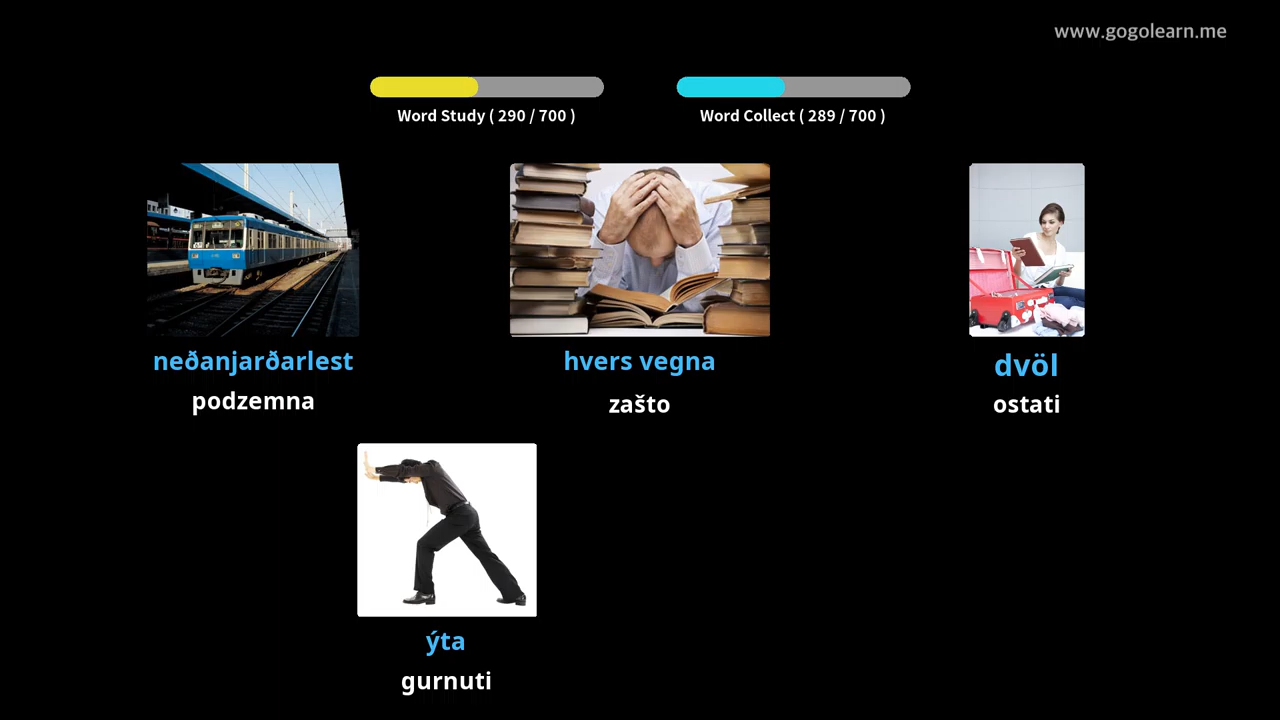 www.gogolearn.me
Word Study ( 290 / 700 )
Word Collect ( 289 / 700 )
neðanjarðarlest
podzemna
hvers vegna
zašto
dvöl
ostati
ýta
gurnuti